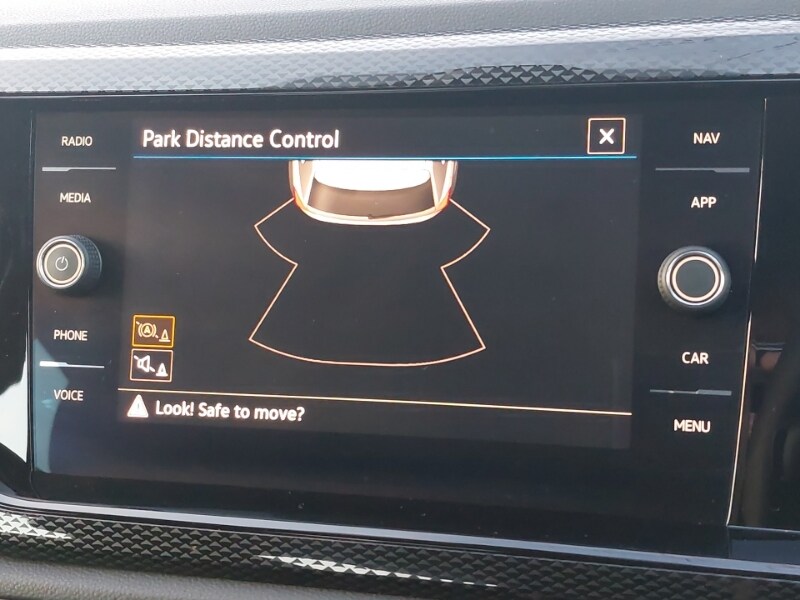 RADIO
MEDIA
PHONE
VOICE
Park Distance Control
Look! Safe to move?
NAV
APP
CAR
MENU